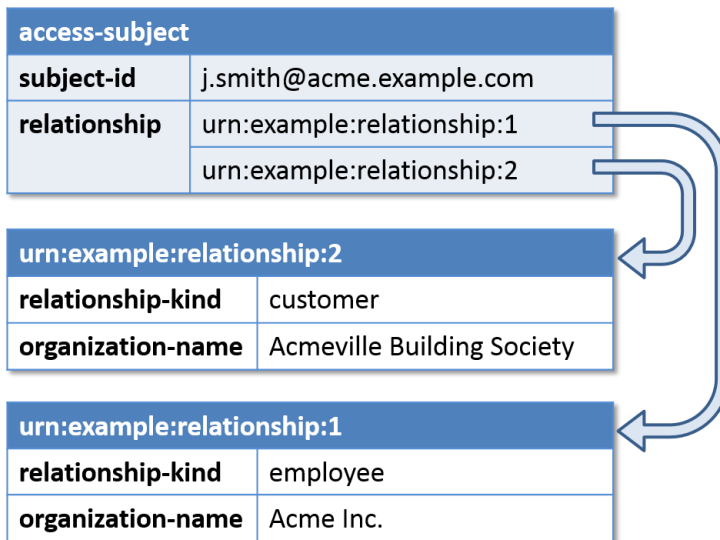 access-subject
subject-id j.smith@acme.example.com
relationship urn:example:relationship:1
urn:example:relationship:2
urn:example:relationship:2
relationship-kind customer
organization-name Acmeville Building Society
urn:example:relationship:1
relationship-kind employee
organization-name Acme Inc.